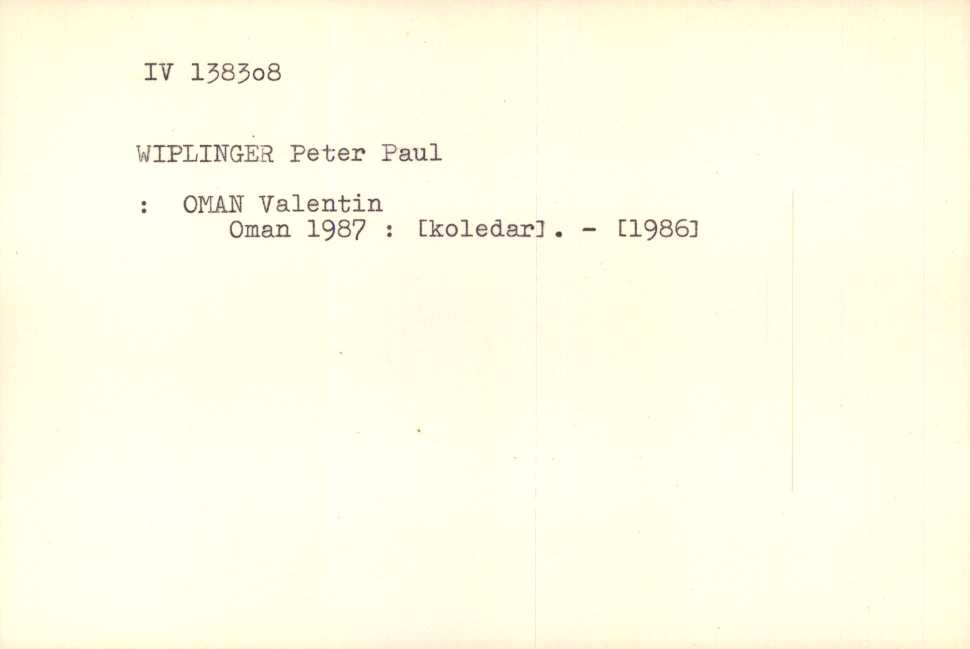 IV 138308
WIPLINGER Peter Paul
: OMAN Valentin
Oman 1987 : [koledar]. - [1986]